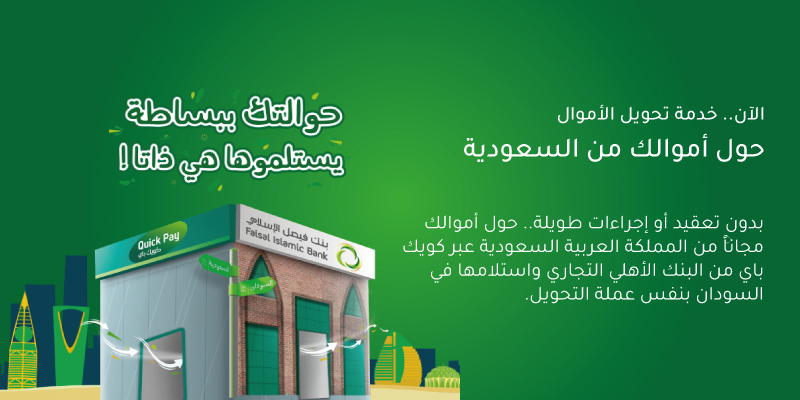 الآن.. خدمة تحويل الأموال
حول أموالك من السعودية
بدون تعقيد أو إجراءات طويلة.. حول أموالك
مجاناً من المملكة العربية السعودية عبر كويك
باي من البنك الأهلي التجاري واستلامها في
السودان بنفس عملة التحويل.
حوالتك ببساطة
يستلموها هي ذاتا !
Quick Pay
كويك باي
بنك فيصل الإسلامي
Faisal Islamic Bank
السعودية
السودان